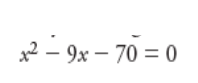 x² – 9x – 70 = 0